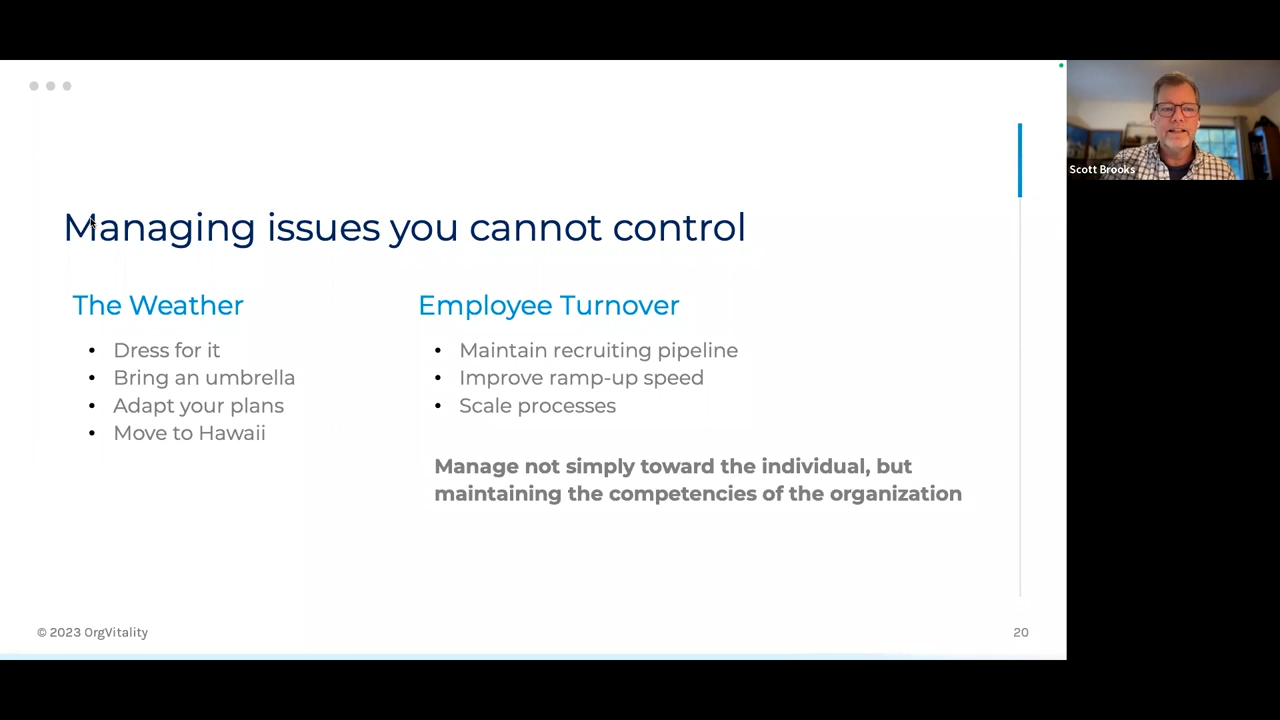 Managing issues you cannot control
The Weather
• Dress for it
• Bring an umbrella
• Adapt your plans
• Move to Hawaii
Employee Turnover
• Maintain recruiting pipeline
• Improve ramp-up speed
• Scale processes
Manage not simply toward the individual, but
maintaining the competencies of the organization
© 2023 OrgVitality
20
Scott Brooks